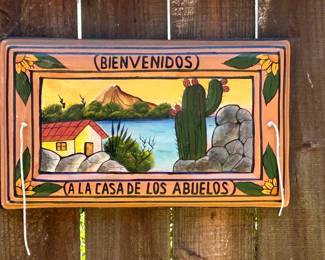 (BIENVENIDOS)
(A LA CASA DE LOS ABUELOS)